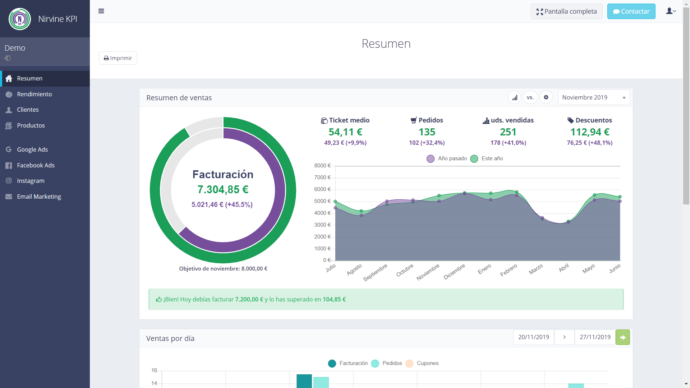 Nirvine KPI
Pantalla completa
Contactar
Demo
Resumen
Imprimir
Resumen
Rendimiento
Clientes
Productos
Google Ads
Facebook Ads
Instagram
Email Marketing
Resumen de ventas
vs.
Noviembre 2019
Ticket medio
54,11 €
49,23 € (+9,9%)
Pedidos
135
102 (+32,4%)
uds. vendidas
251
178 (+41,0%)
Descuentos
112,94 €
76,25 € (+48,1%)
Facturación
7.304,85 €
5.021,46 € (+45.5%)
Objetivo de noviembre: 8.000,00 €
Año pasado
Este año
8000 €
7000 €
6000 €
5000 €
4000 €
3000 €
2000 €
1000 €
0 €
Julio
Agosto
Septiembre
Octubre
Noviembre
Diciembre
Enero
Febrero
Marzo
Abril
Mayo
Junio
¡Bien! Hoy debías facturar 7.200,00 € y lo has superado en 104,85 €
Ventas por día
20/11/2019
27/11/2019
Facturación
Pedidos
Cupones
16
14